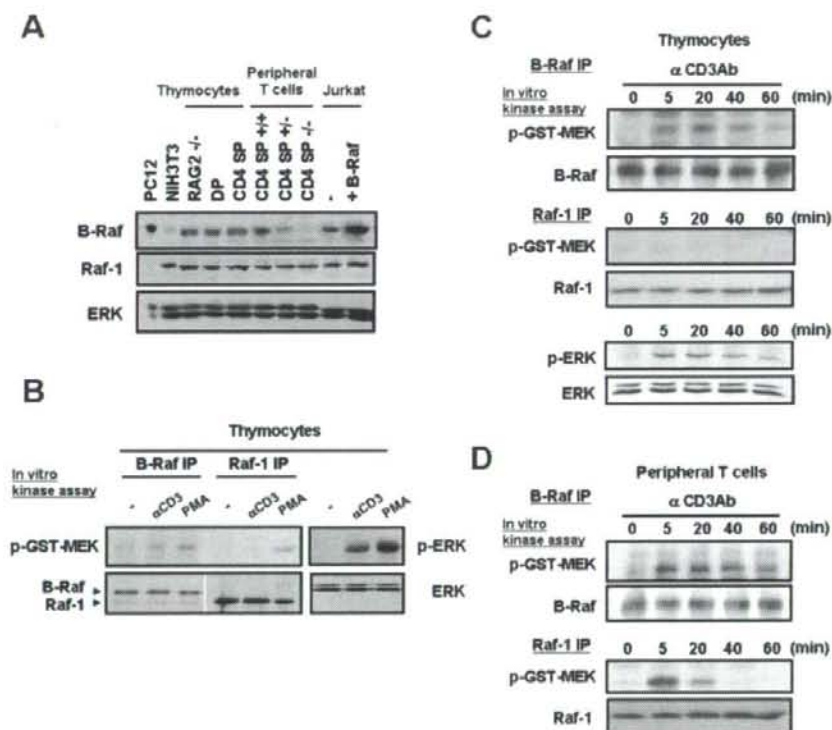 A
Thymocytes
Peripheral
T cells
Jurkat
PC12
NIH3T3
RAG2 -/-
DP
CD4 SP
CD4 SP +/+
CD4 SP +/-
CD4 SP -/-
-
+ B-Raf
B-Raf
Raf-1
ERK
B
Thymocytes
B-Raf IP
Raf-1 IP
In vitro
kinase assay
- αCD3 PMA - αCD3 PMA - αCD3 PMA
p-GST-MEK
p-ERK
B-Raf
Raf-1
ERK
C
Thymocytes
B-Raf IP
α CD3Ab
In vitro
kinase assay
0 5 20 40 60 (min)
p-GST-MEK
B-Raf
Raf-1 IP
0 5 20 40 60 (min)
p-GST-MEK
Raf-1
0 5 20 40 60 (min)
p-ERK
ERK
D
Peripheral T cells
B-Raf IP
α CD3Ab
In vitro
kinase assay
0 5 20 40 60 (min)
p-GST-MEK
B-Raf
Raf-1 IP
0 5 20 40 60 (min)
p-GST-MEK
Raf-1